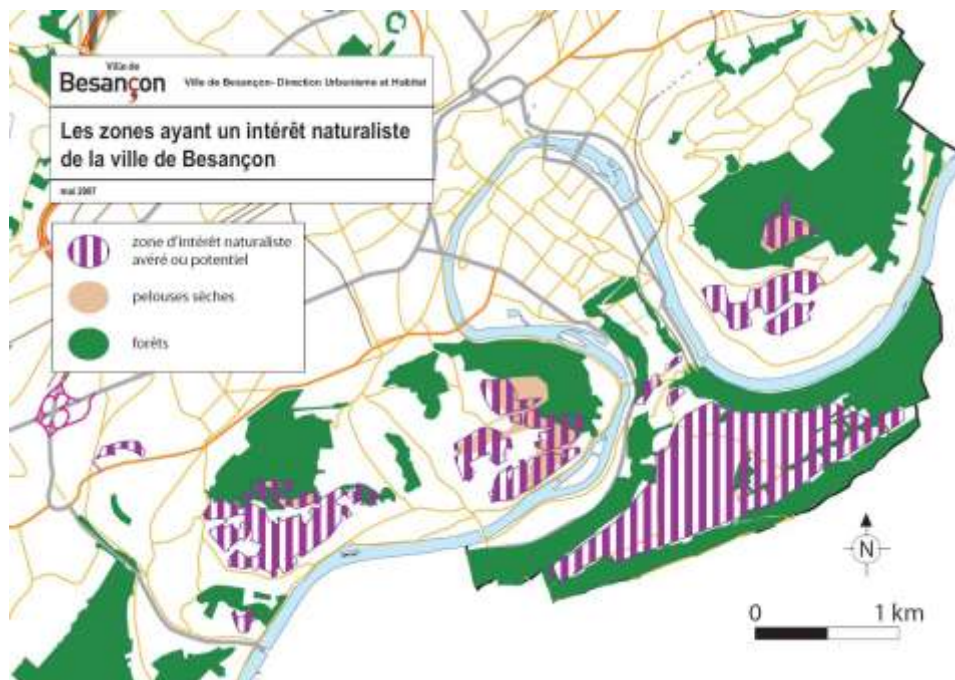 Ville de
Besançon
Ville de Besançon- Direction Urbanisme et Habitat
Les zones ayant un intérêt naturaliste
de la ville de Besançon
mai 2007
zone d'intérêt naturaliste
avéré ou potentiel
pelouses sèches
forêts
N
0 1 km